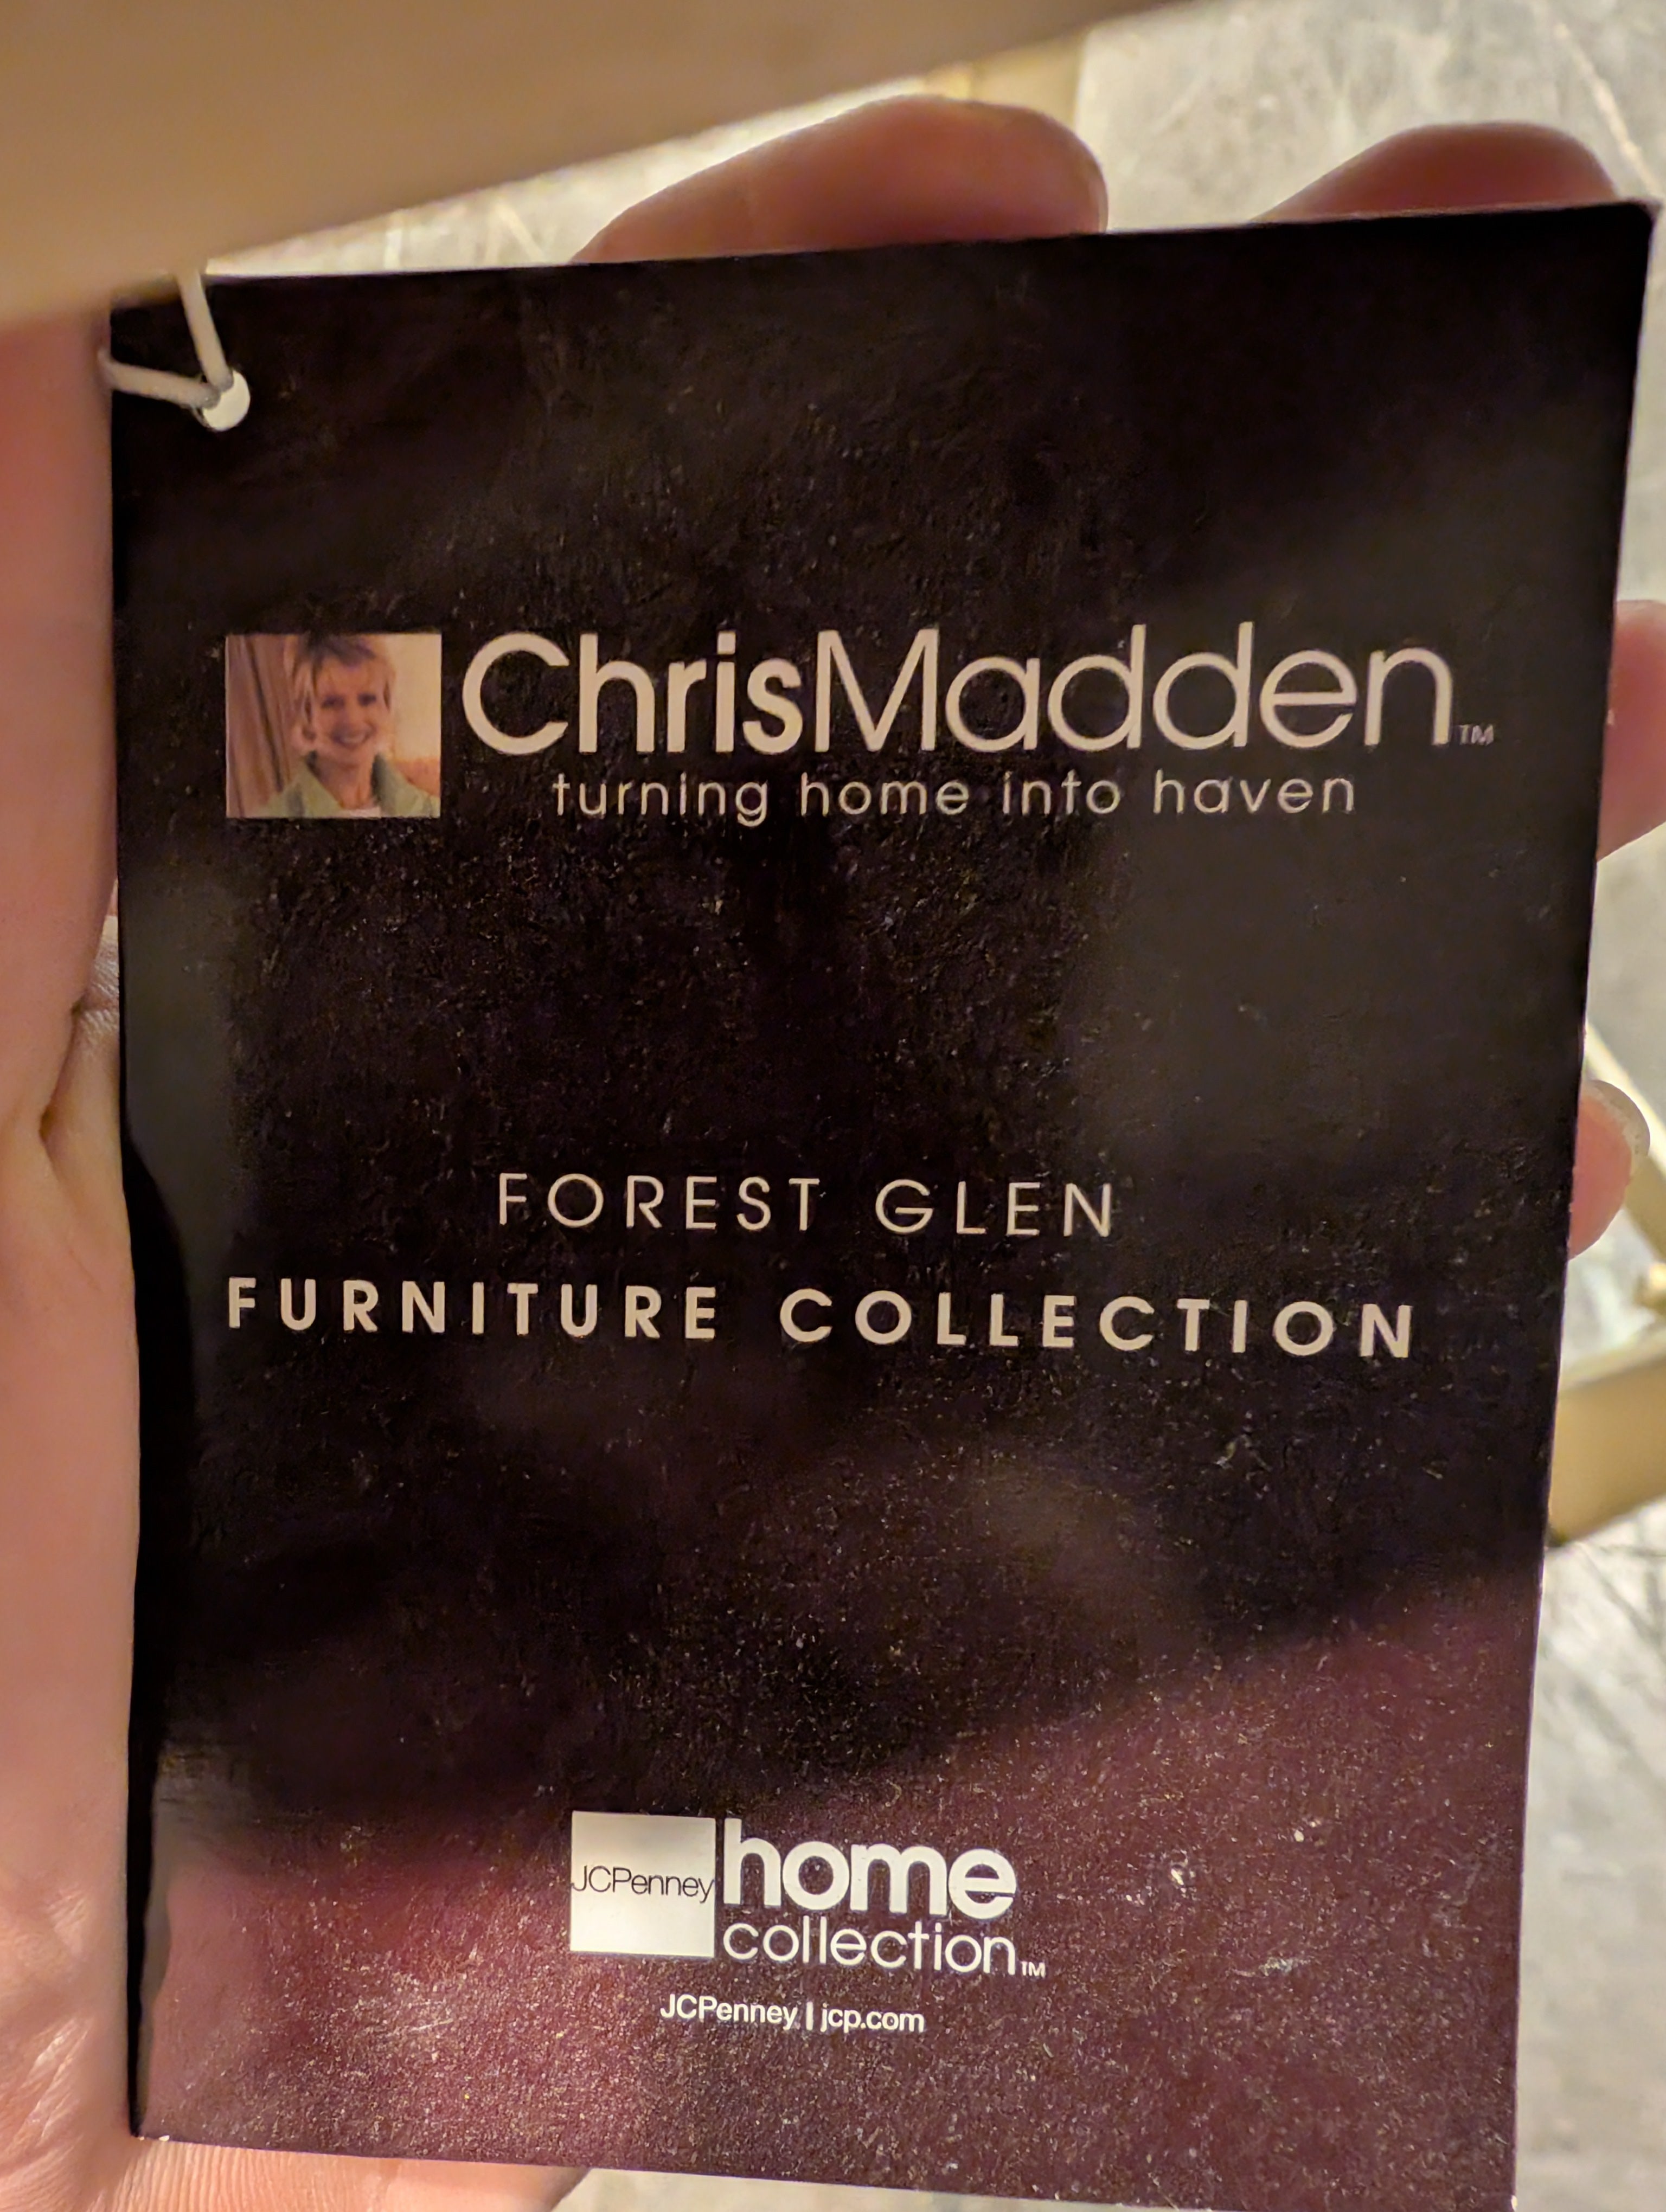 ChrisMadden™
turning home into haven
FOREST GLEN
FURNITURE COLLECTION
JCPenney
home
collection™
JCPenney | jcp.com